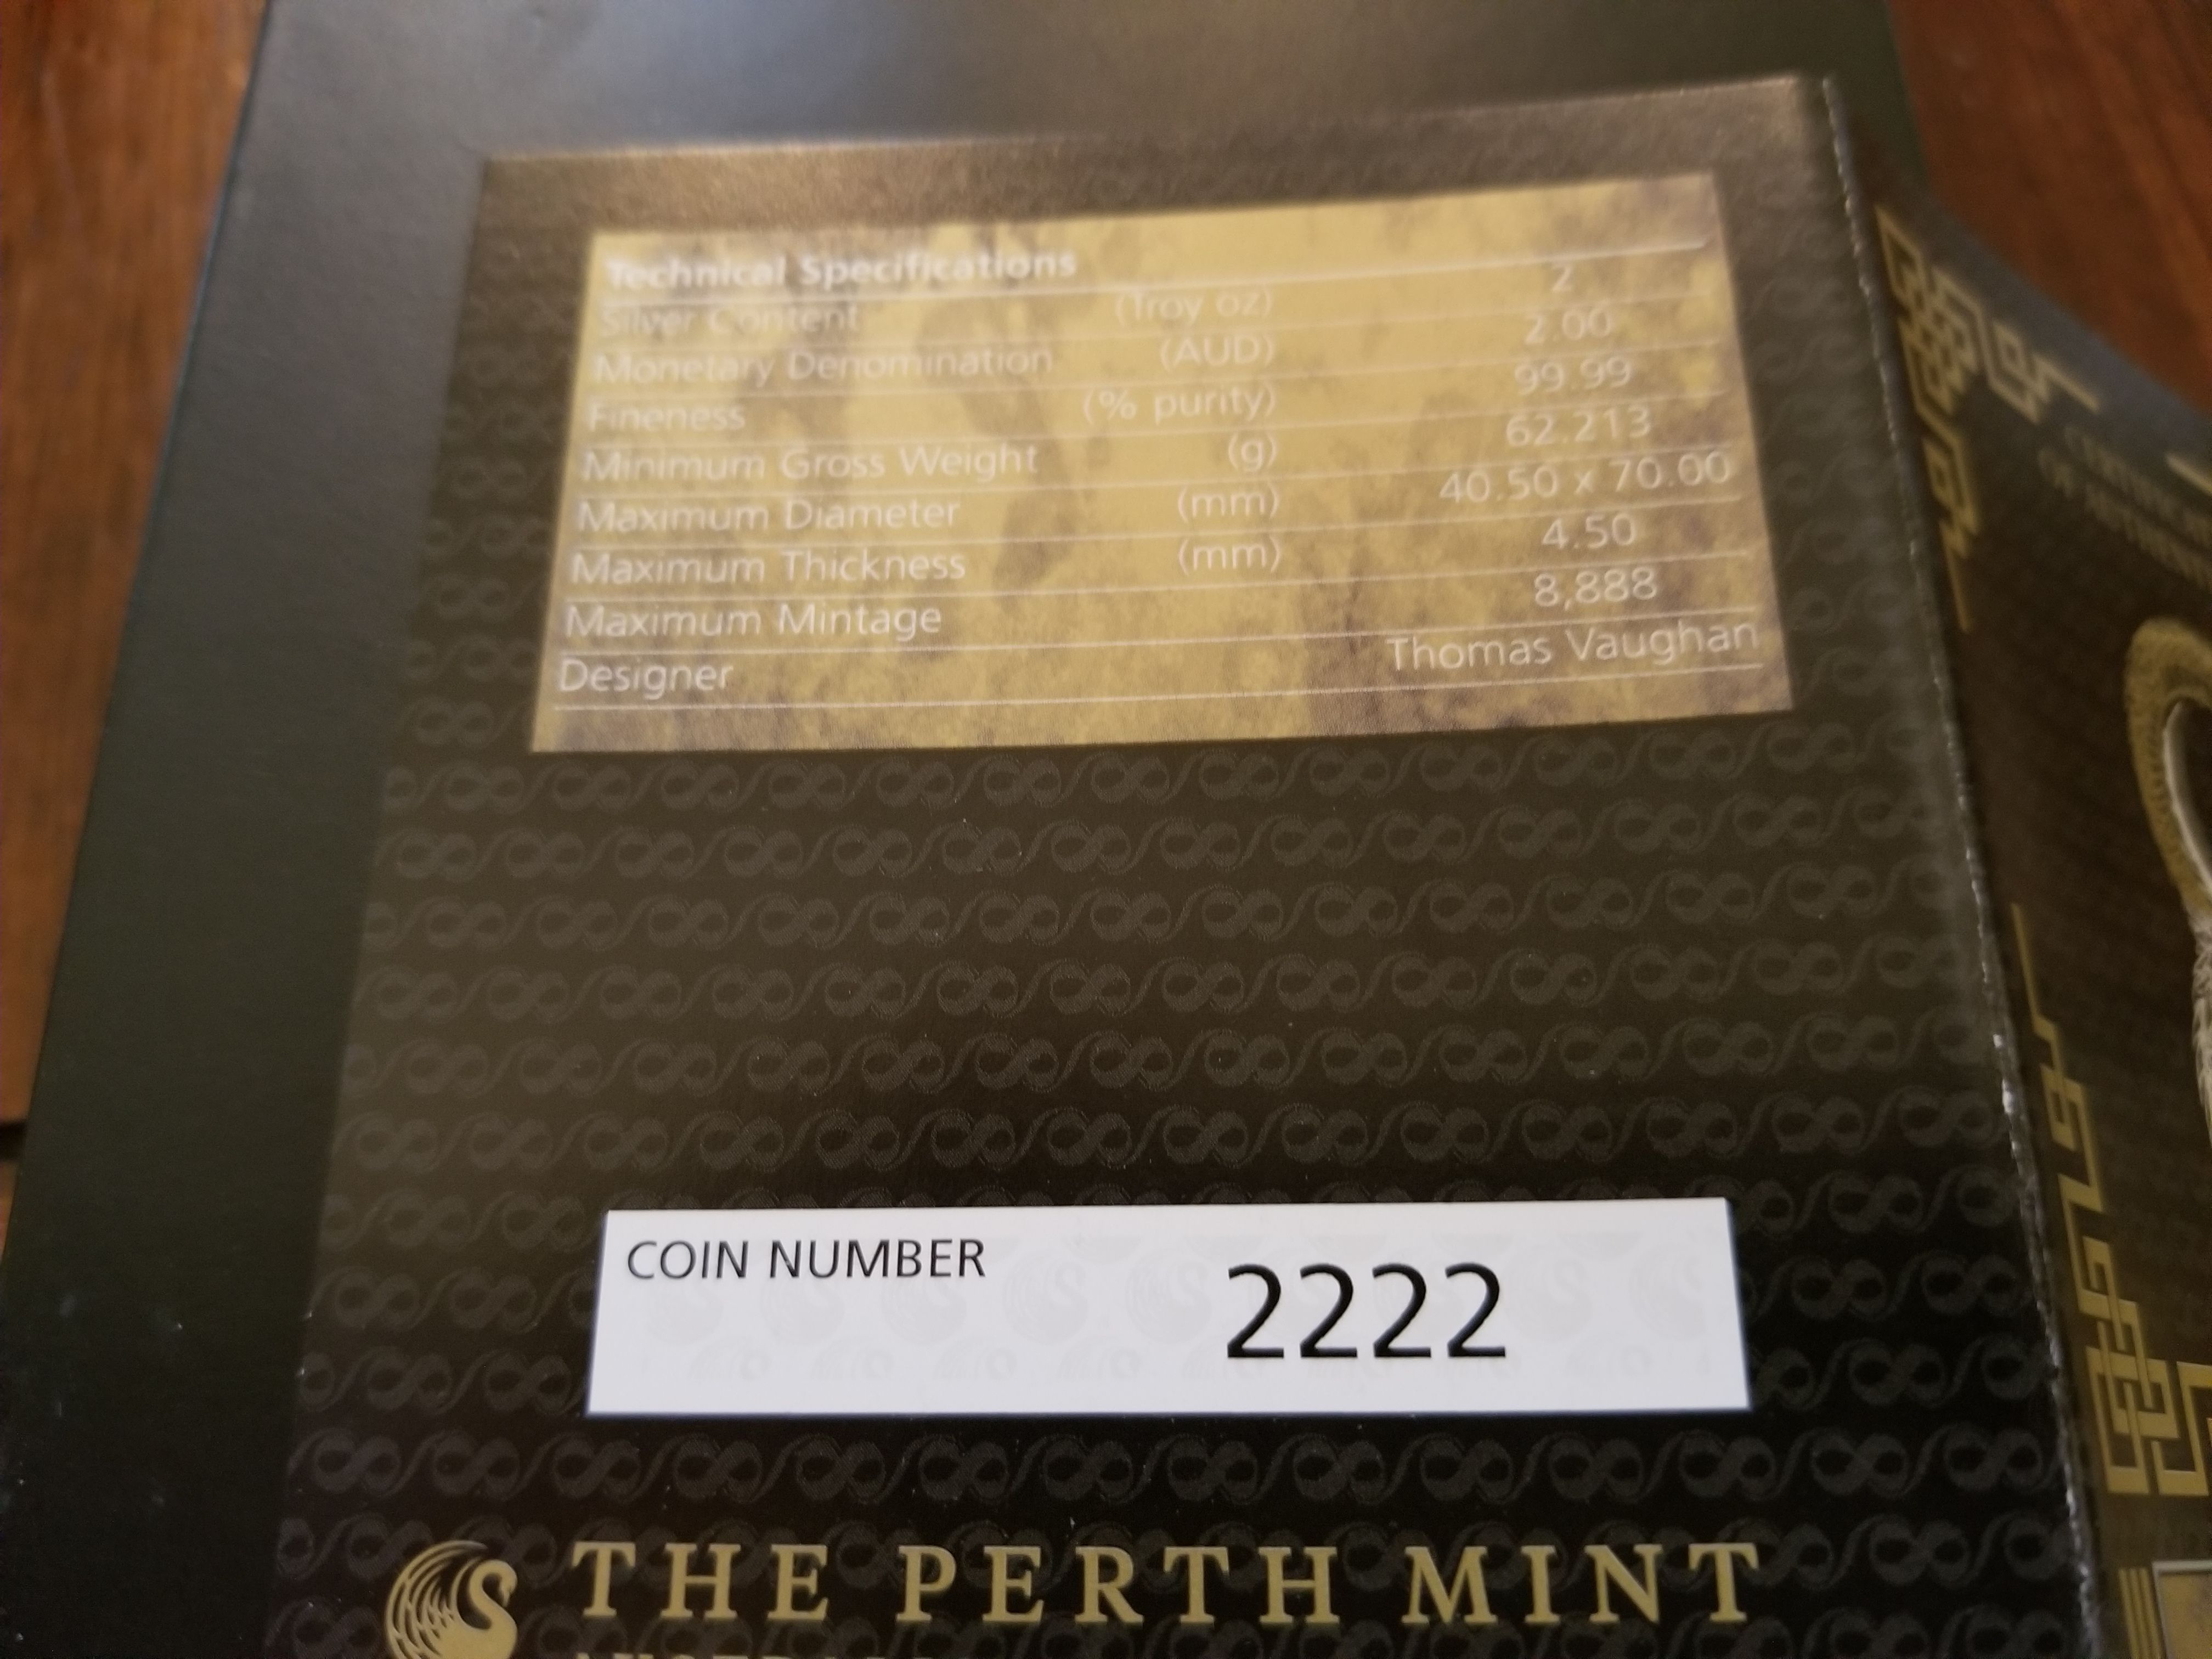 Technical Specifications
Silver Content (Troy oz) 2
Monetary Denomination (AUD) 2.00
Fineness (% purity) 99.99
Minimum Gross Weight (g) 62.213
Maximum Diameter (mm) 40.50 x 70.00
Maximum Thickness (mm) 4.50
Maximum Mintage 8,888
Designer Thomas Vaughan
COIN NUMBER 2222
THE PERTH MINT